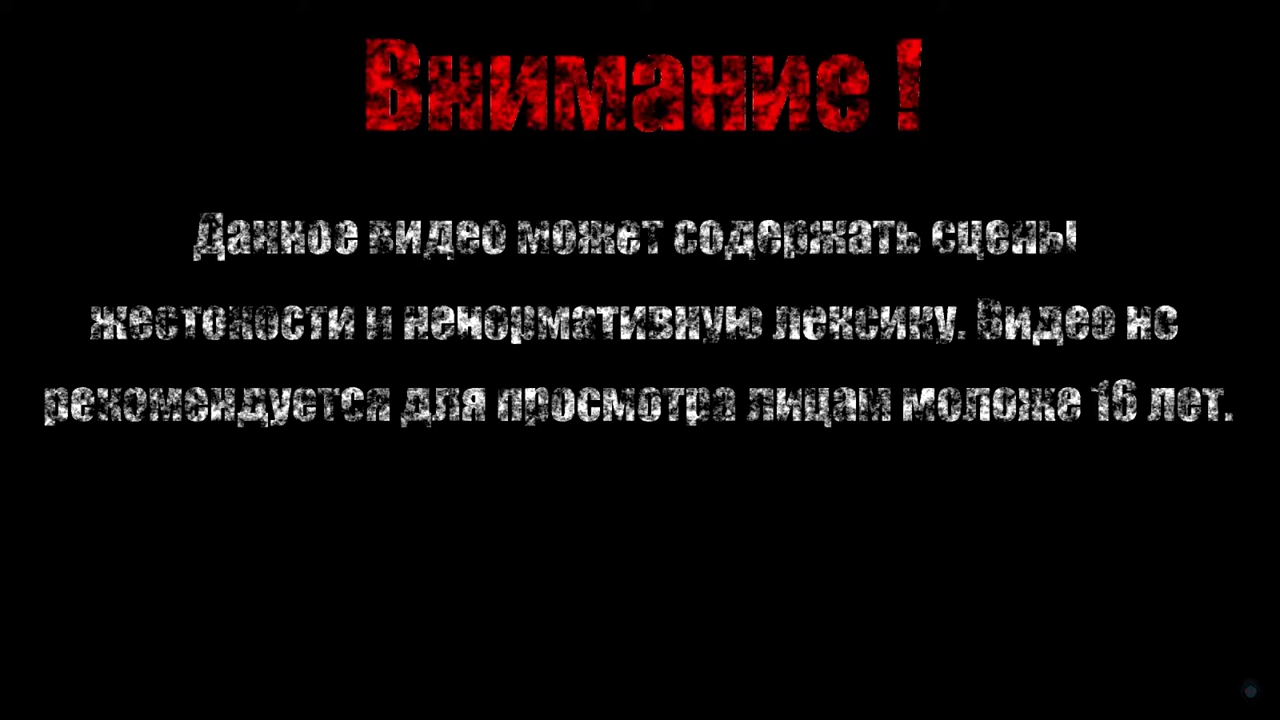 Внимание !
Данное видео может содержать сцены
жестокости и ненормативную лексику. Видео не
рекомендуется для просмотра лицам моложе 16 лет.